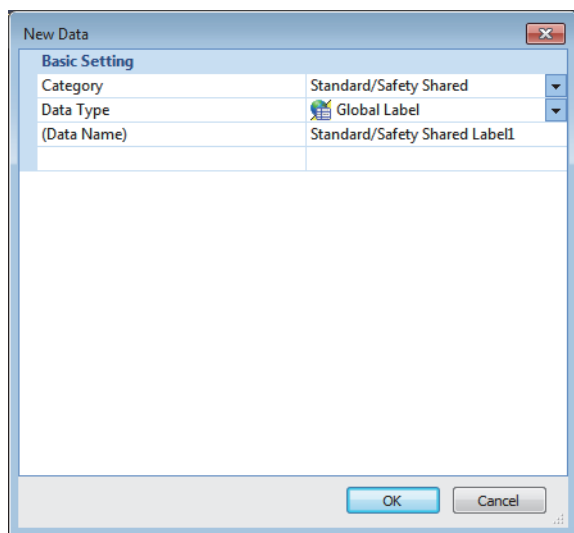 New Data
Basic Setting
Category Standard/Safety Shared
Data Type Global Label
(Data Name) Standard/Safety Shared Label1
OK Cancel